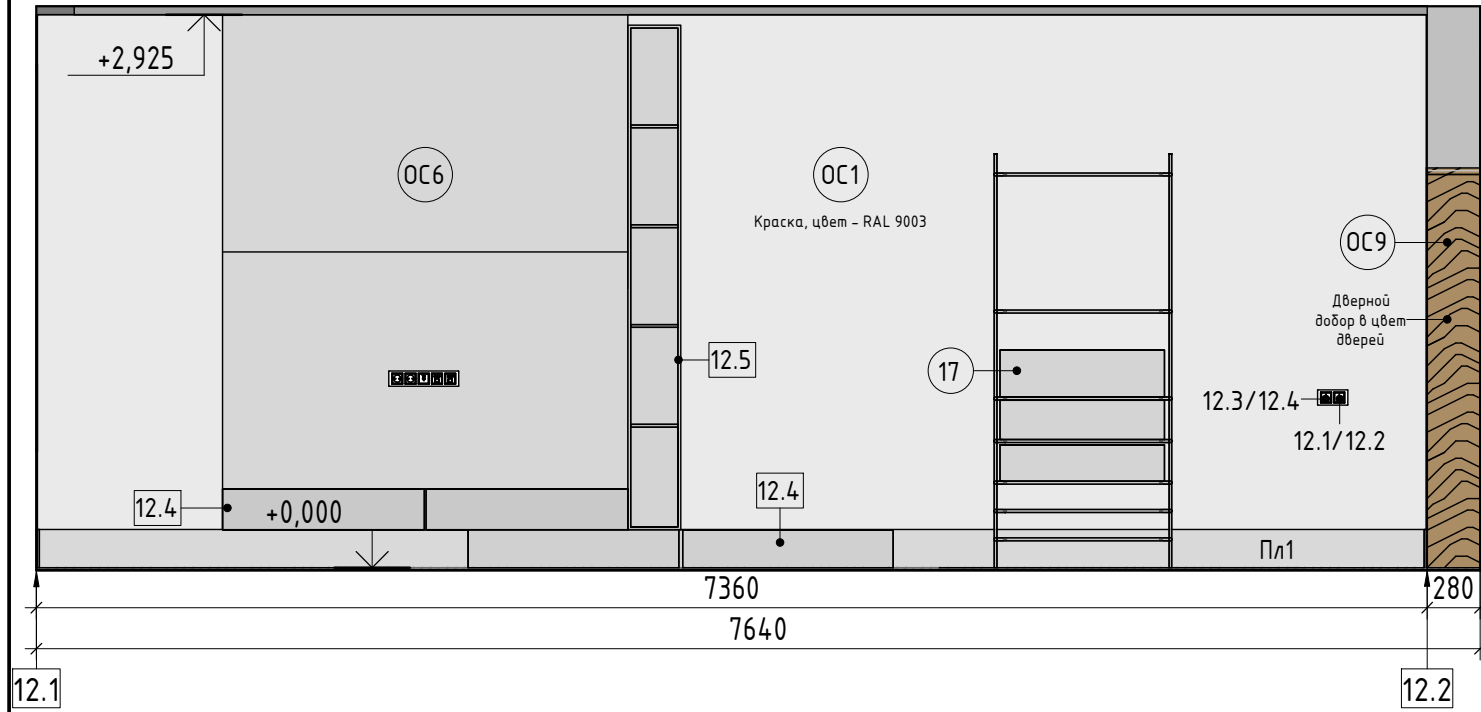 +2,925
ОС6
ОС1
Краска, цвет – RAL 9003
ОС9
Дверной
добор в цвет
дверей
12.5
17
12.3/12.4
12.1/12.2
12.4
+0,000
12.4
Пл1
7360
280
7640
12.1
12.2